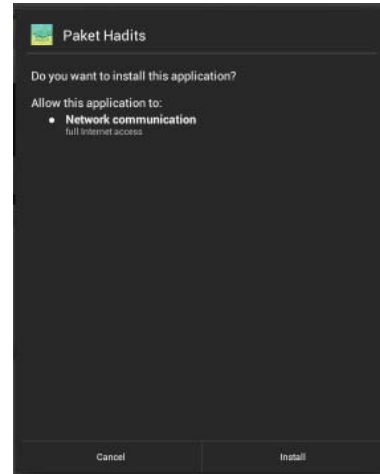 Paket Hadits
Do you want to install this application?
Allow this application to:
● Network communication
full Internet access
Cancel
Install